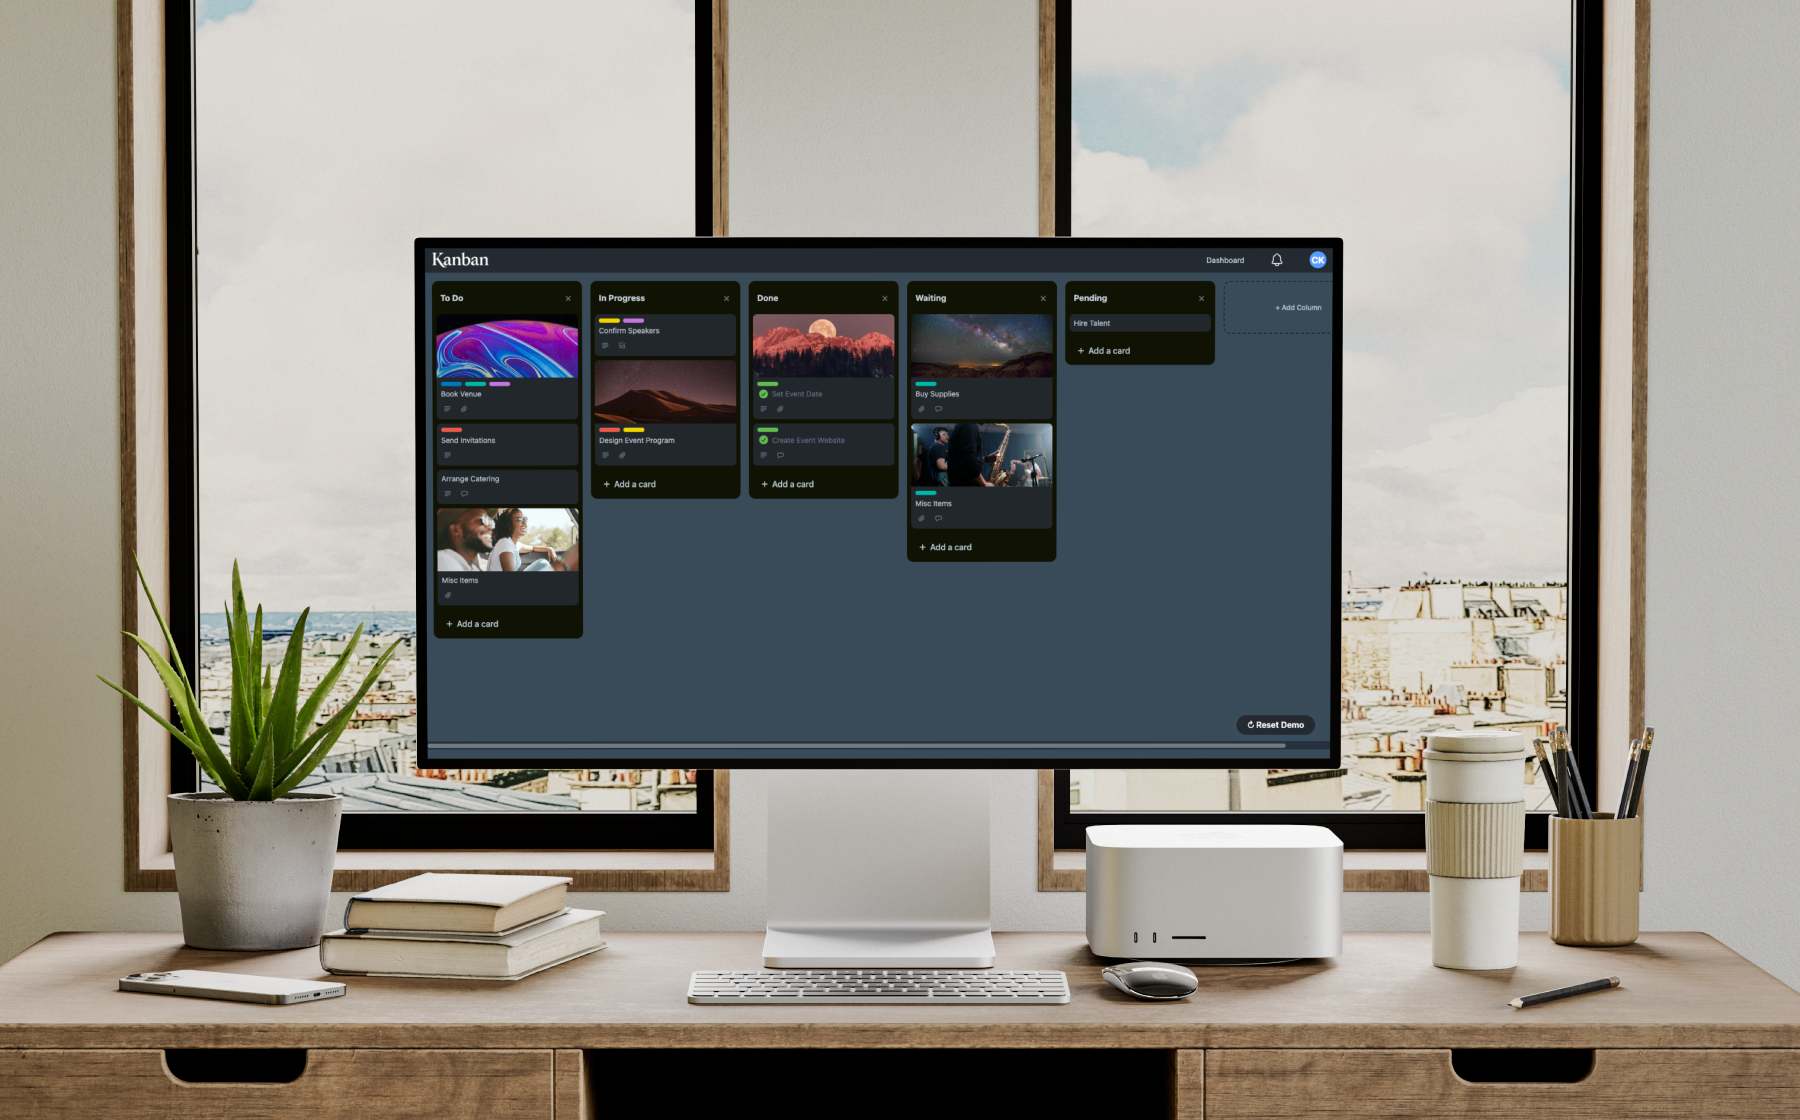 Kanban
Dashboard
CK
To Do
Book Venue
Send Invitations
Arrange Catering
Misc Items
+ Add a card
In Progress
Confirm Speakers
Design Event Program
+ Add a card
Done
Set Event Date
Create Event Website
+ Add a card
Waiting
Buy Supplies
Misc Items
+ Add a card
Pending
Hire Talent
+ Add a card
+ Add Column
Reset Demo